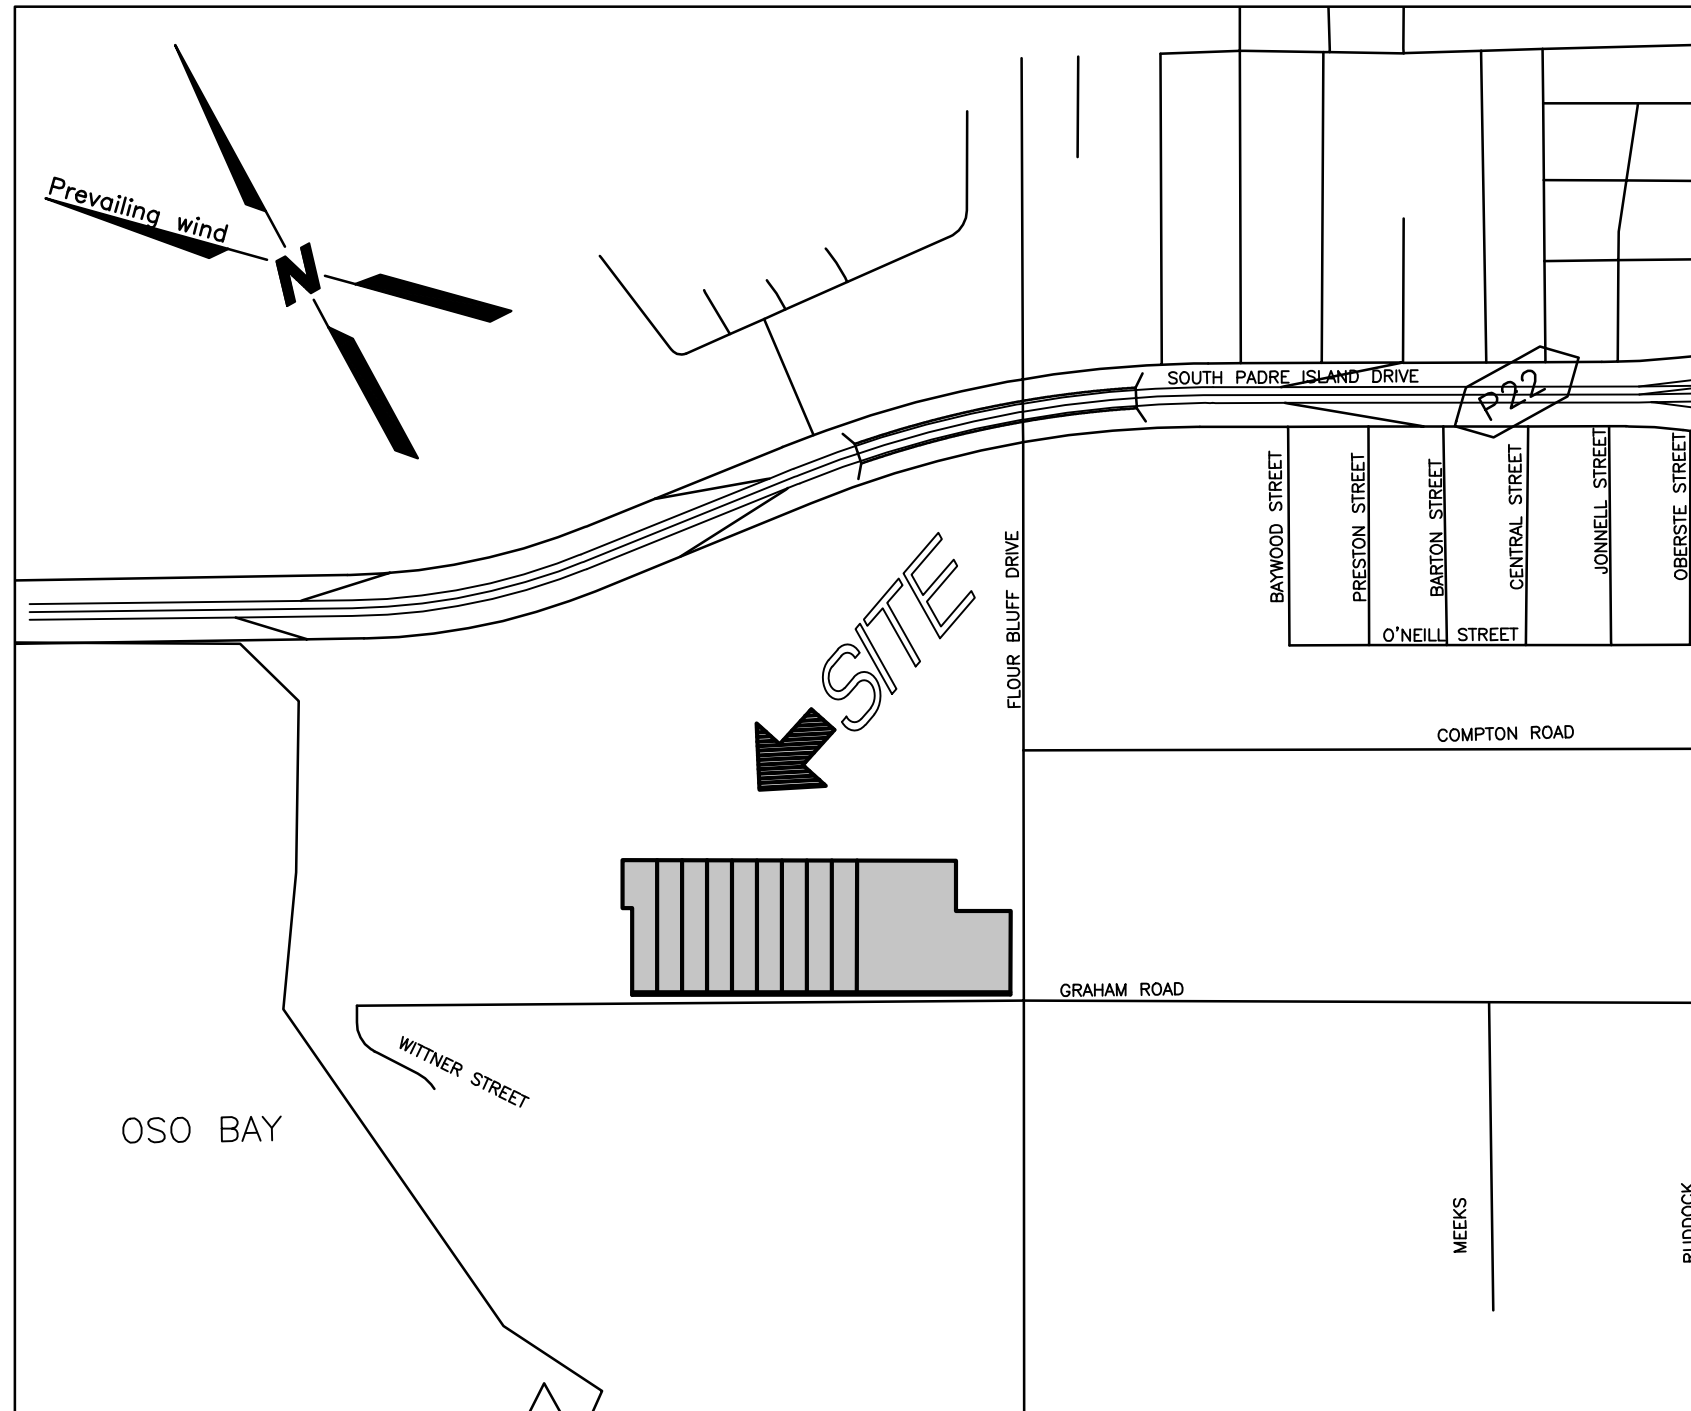 Prevailing wind
N
SOUTH PADRE ISLAND DRIVE
P22
BAYWOOD STREET
PRESTON STREET
BARTON STREET
CENTRAL STREET
JONNELL STREET
OBERSTE STREET
SITE
FLOUR BLUFF DRIVE
O'NEILL STREET
COMPTON ROAD
GRAHAM ROAD
WITTNER STREET
OSO BAY
MEEKS
RUDDOCK